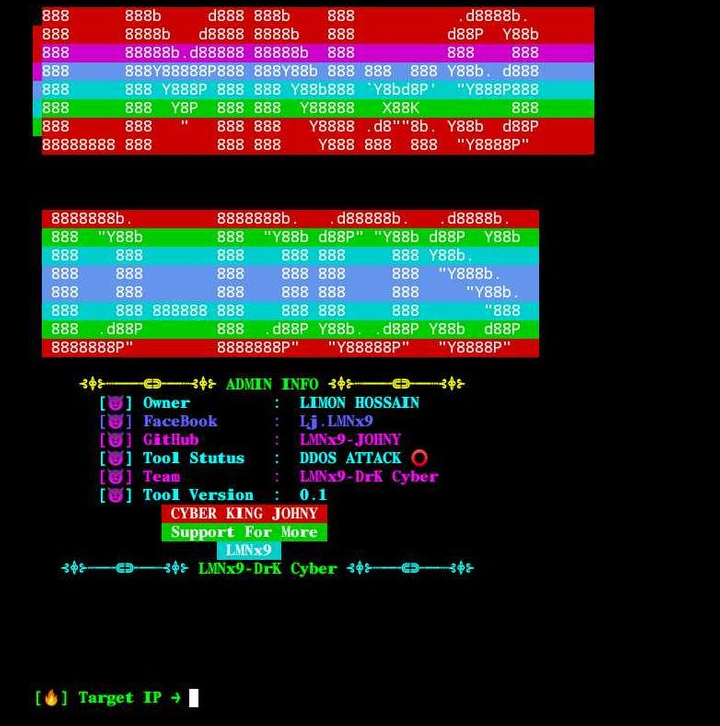 888         888b     d888 888b    888           .d8888b.
888         8888b   d8888 8888b   888          d88P  Y88b
888         88888b.d88888 88888b  888          888    888
888         888Y88888P888 888Y88b 888 888  888 Y88b. d888
888         888 Y888P 888 888 Y88b888 `Y8bd8P'  "Y888P888
888         888  Y8P  888 888  Y88888   X88K          888
888         888   "   888 888   Y8888 .d8""8b. Y88b  d88P
88888888 888       888 888    Y888 888  888  "Y8888P"
8888888b.         8888888b.   .d88888b.   .d8888b.
888  "Y88b        888  "Y88b d88P" "Y88b d88P  Y88b
888    888        888    888 888     888 Y88b.
888    888        888    888 888     888  "Y888b.
888    888        888    888 888     888     "Y88b.
888    888 888888 888    888 888     888       "888
888  .d88P        888  .d88P Y88b. .d88P Y88b  d88P
8888888P"         8888888P"   "Y88888P"   "Y8888P"
ADMIN INFO
[😈] Owner : LIMON HOSSAIN
[😈] FaceBook : Lj.LMNx9
[😈] GitHub : LMNx9-JOHNY
[😈] Tool Stutus : DDOS ATTACK ⭕
[😈] Team : LMNx9-DrK Cyber
[😈] Tool Version : 0.1
CYBER KING JOHNY
Support For More
LMNx9
LMNx9-DrK Cyber
[🔥] Target IP →